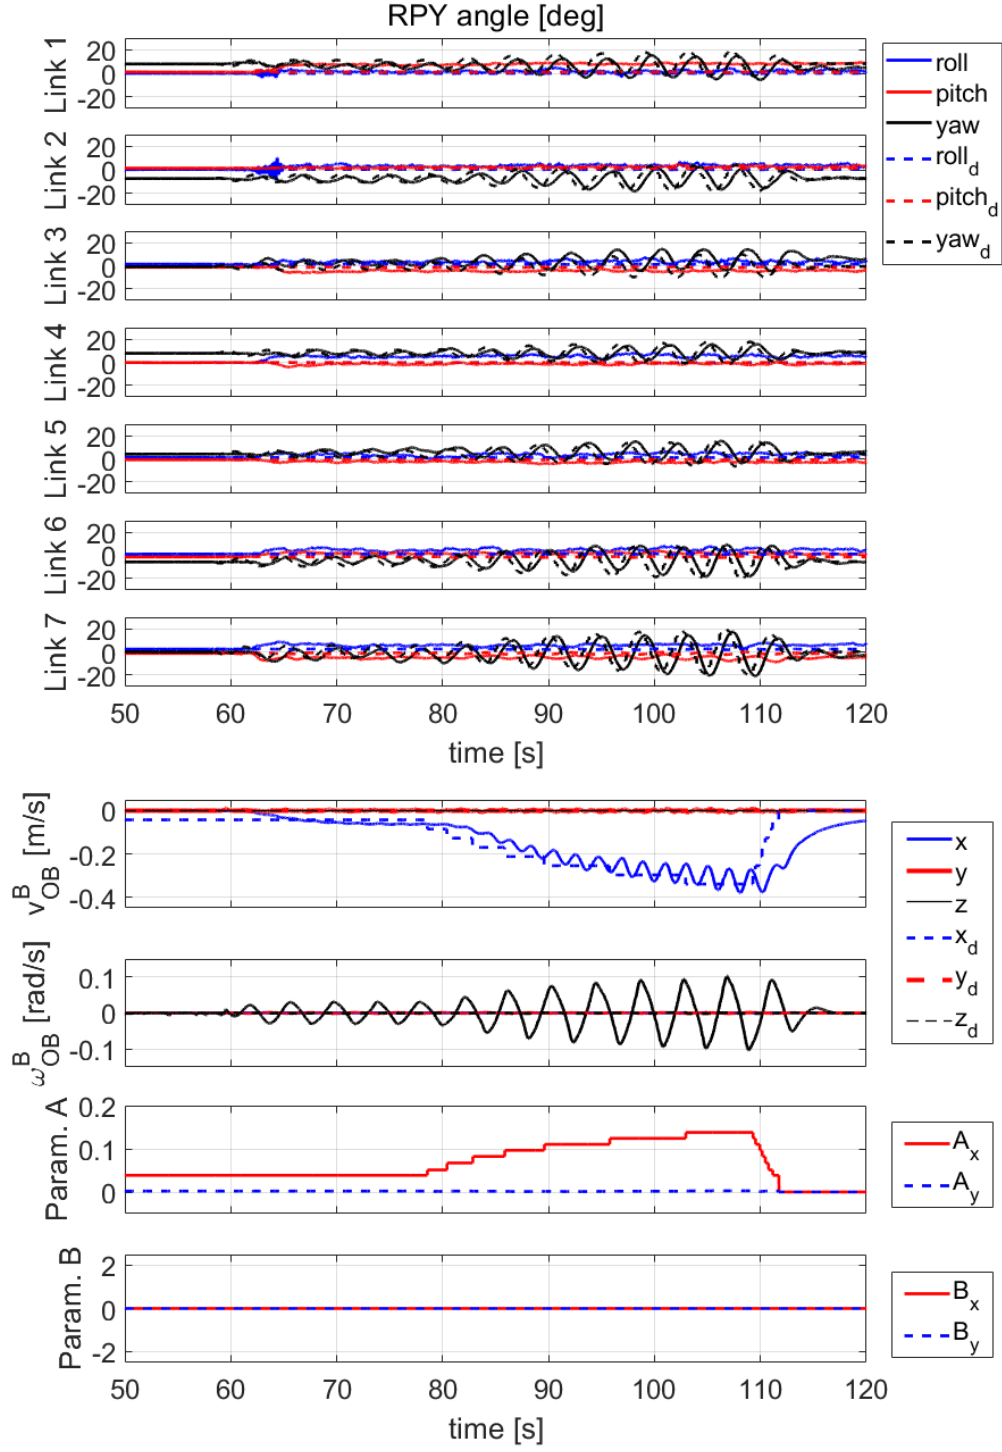 RPY angle [deg]
Link 1
20
0
-20
roll
pitch
yaw
roll_d
pitch_d
yaw_d
Link 2
20
0
-20
Link 3
20
0
-20
Link 4
20
0
-20
Link 5
20
0
-20
Link 6
20
0
-20
Link 7
20
0
-20
50 60 70 80 90 100 110 120
time [s]
v^B_OB [m/s]
0
-0.2
-0.4
x
y
z
x_d
y_d
z_d
ω^B_OB [rad/s]
0.1
0
-0.1
Param. A
0.2
0.1
0
A_x
A_y
Param. B
2
0
-2
B_x
B_y
50 60 70 80 90 100 110 120
time [s]